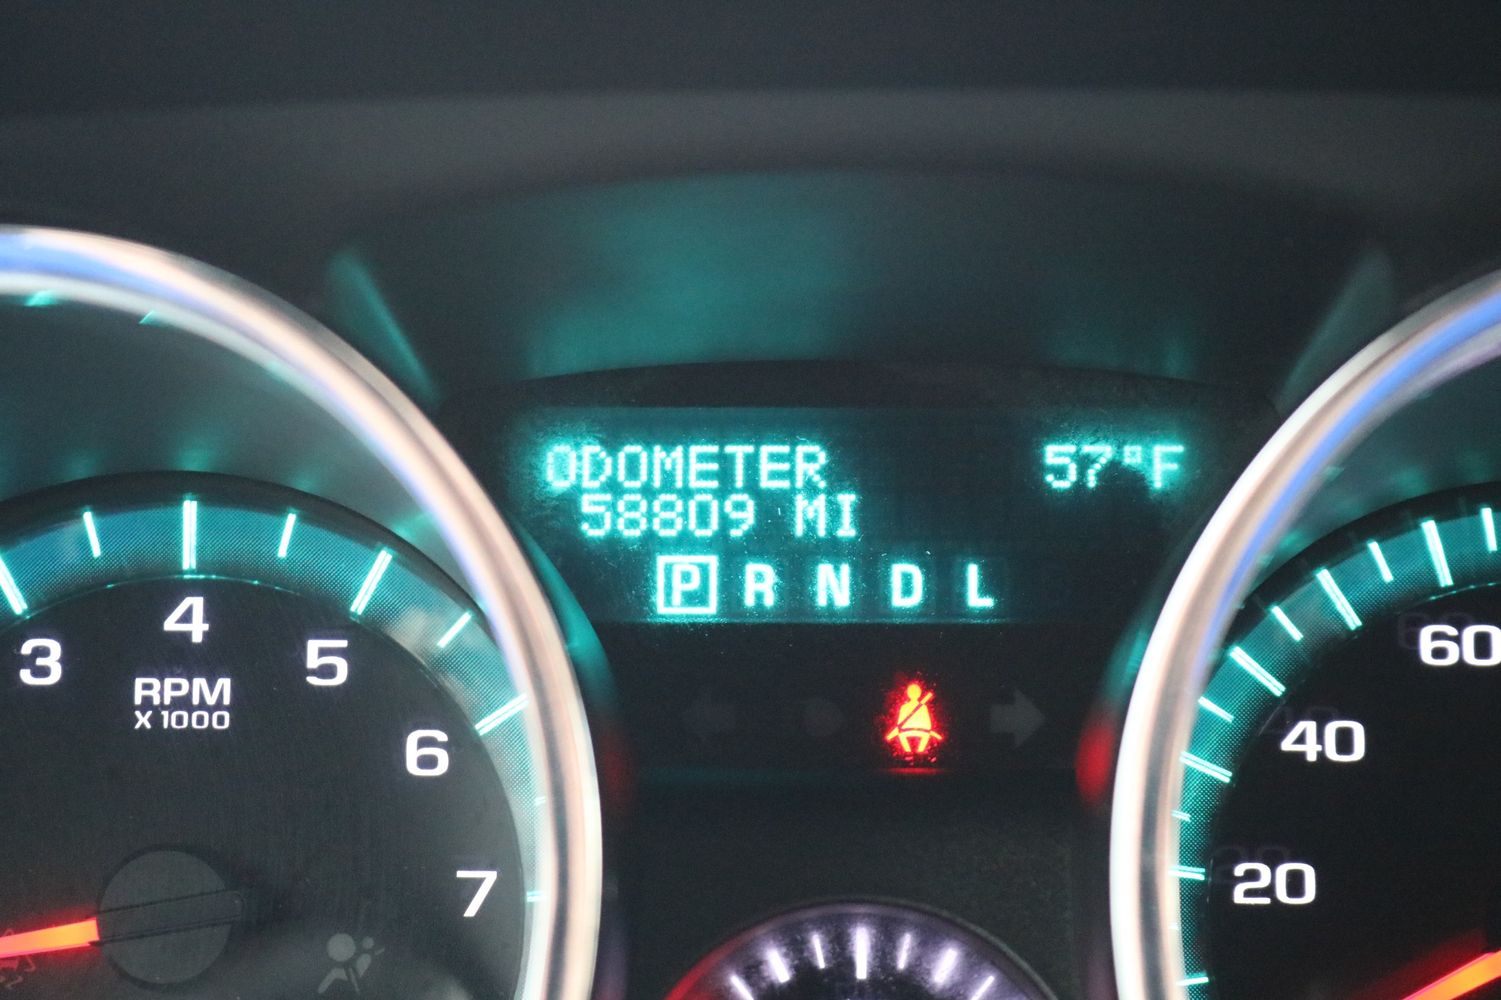 ODOMETER 57°F
58809 MI
P R N D L
3 4 5 6 7
RPM
X 1000
60
40
20